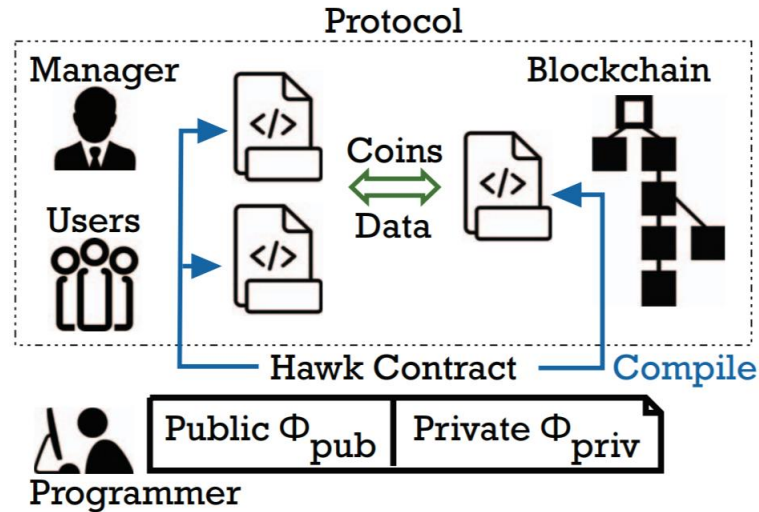 Protocol
Manager
Blockchain
</>
Coins
</>
Data
Users
</>
Hawk Contract
Compile
Public Φpub
Private Φpriv
Programmer